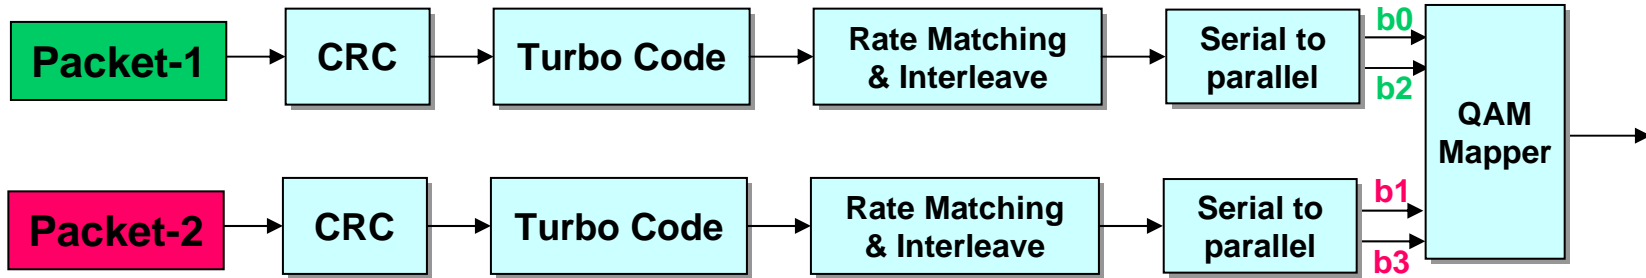 Packet-1
CRC
Turbo Code
Rate Matching
& Interleave
Serial to
parallel
b0
b2
QAM
Mapper
Packet-2
CRC
Turbo Code
Rate Matching
& Interleave
Serial to
parallel
b1
b3